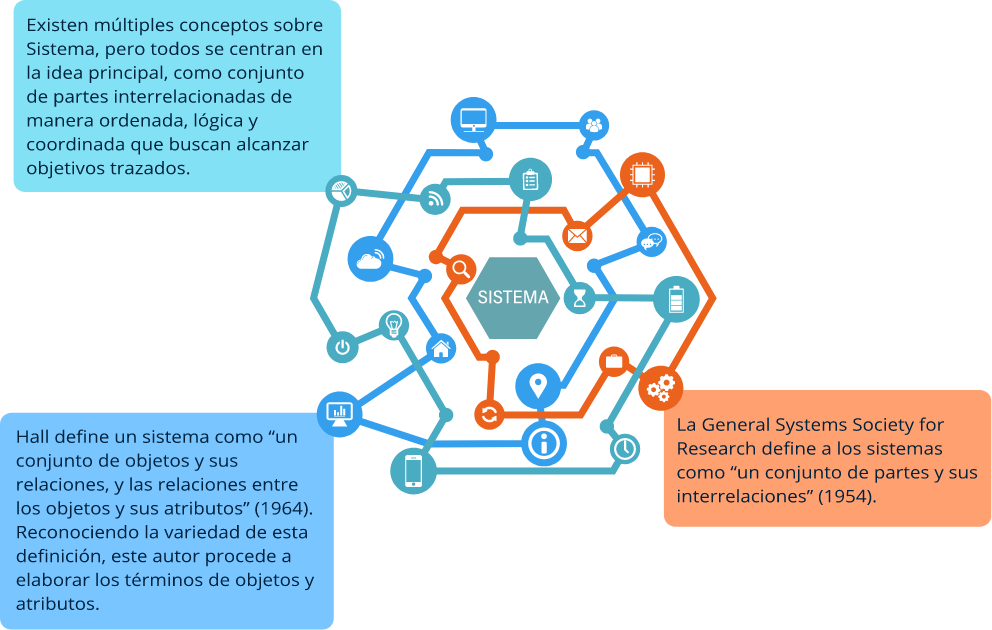 Existen múltiples conceptos sobre
Sistema, pero todos se centran en
la idea principal, como conjunto
de partes interrelacionadas de
manera ordenada, lógica y
coordinada que buscan alcanzar
objetivos trazados.
SISTEMA
La General Systems Society for
Research define a los sistemas
como “un conjunto de partes y sus
interrelaciones” (1954).
Hall define un sistema como “un
conjunto de objetos y sus
relaciones, y las relaciones entre
los objetos y sus atributos” (1964).
Reconociendo la variedad de esta
definición, este autor procede a
elaborar los términos de objetos y
atributos.